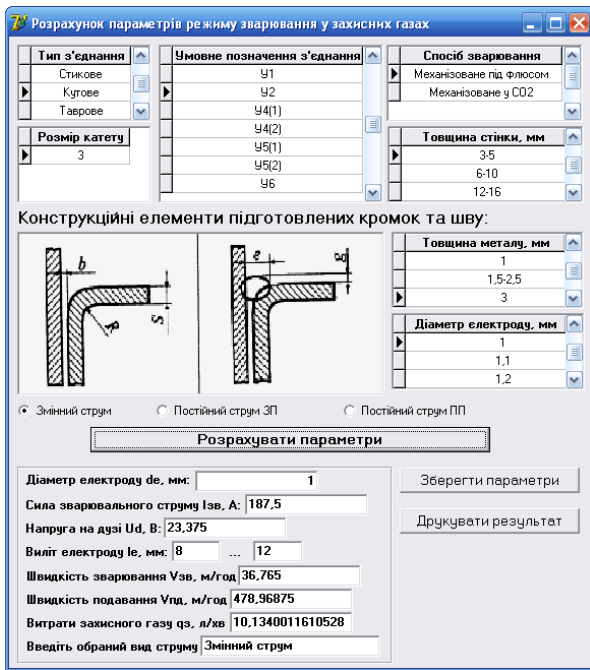 Розрахунок параметрів режиму зварювання у захисних газах
Тип з'єднання
Стикове
Кутове
Таврове
Умовне позначення з'єднання
У1
У2
У4(1)
У4(2)
У5(1)
У5(2)
У6
Спосіб зварювання
Механізоване під флюсом
Механізоване у СО2
Розмір катету
3
Товщина стінки, мм
3-5
6-10
12-16
Конструкційні елементи підготовлених кромок та шву:
b
R
S
e
g
Товщина металу, мм
1
1,5-2,5
3
Діаметр електроду, мм
1
1,1
1,2
Змінний струм
Постійний струм ЗП
Постійний струм ПП
Розрахувати параметри
Діаметр електроду de, мм: 1
Сила зварювального струму Ізв, А: 187,5
Напруга на дузі Ud, В: 23,375
Виліт електроду le, мм: 8 ... 12
Швидкість зварювання Vзв, м/год 36,765
Швидкість подавання Vпд, м/год 478,96875
Витрати захисного газу qз, л/хв 10,1340011610528
Введіть обраний вид струму Змінний струм
Зберегти параметри
Друкувати результат